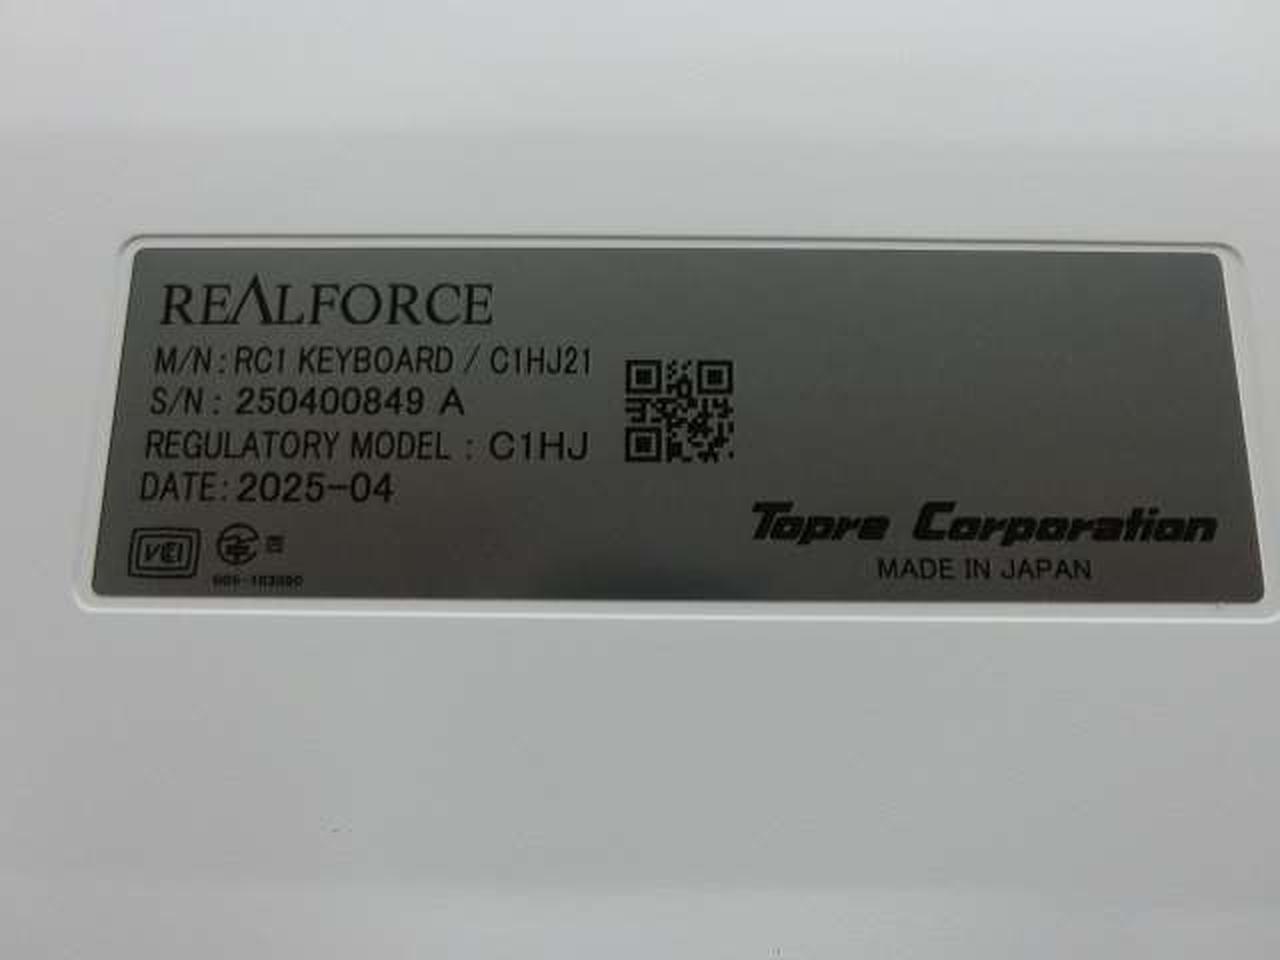 REALFORCE
M/N: RC1 KEYBOARD / C1HJ21
S/N: 250400849 A
REGULATORY MODEL : C1HJ
DATE: 2025-04
VCI
Topre Corporation
MADE IN JAPAN